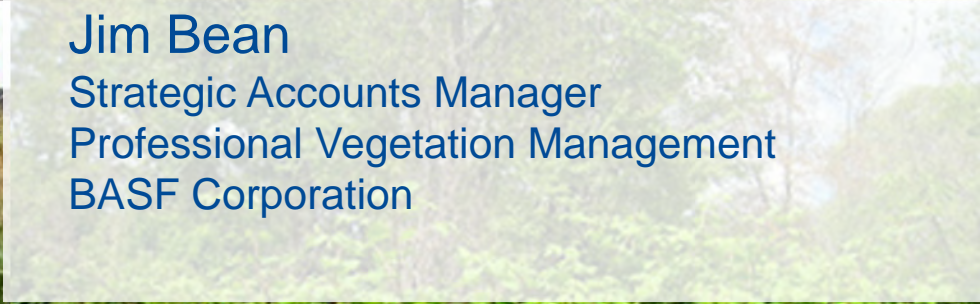 Jim Bean
Strategic Accounts Manager
Professional Vegetation Management
BASF Corporation